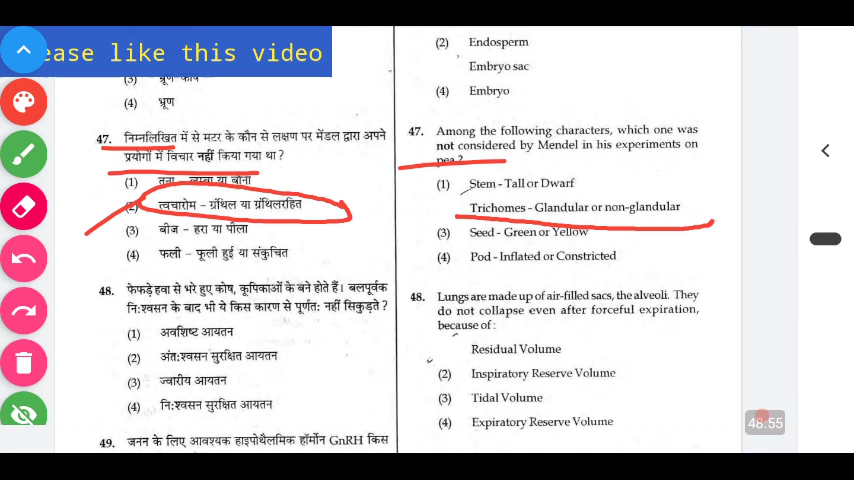 ease like this video
(3) भ्रूण-कोष
(4) भ्रूण
47. निम्नलिखित में से मटर के कौन से लक्षण पर मेंडल द्वारा अपने
प्रयोगों में विचार नहीं किया गया था ?
(1) तना – लम्बा या बौना
(2) त्वचारोम – ग्रंथिल या ग्रंथिलरहित
(3) बीज – हरा या पीला
(4) फली – फूली हुई या संकुचित
48. फेफड़े हवा से भरे हुए कोष, कूपिकाओं के बने होते हैं। बलपूर्वक
नि:श्वसन के बाद भी ये किस कारण से पूर्णत: नहीं सिकुड़ते ?
(1) अवशिष्ट आयतन
(2) अंत:श्वसन सुरक्षित आयतन
(3) ज्वारीय आयतन
(4) नि:श्वसन सुरक्षित आयतन
49. जनन के लिए आवश्यक हाइपोथैलमिक हॉर्मोन GnRH किस
(2) Endosperm
Embryo sac
(4) Embryo
47. Among the following characters, which one was
not considered by Mendel in his experiments on
pea ?
(1) Stem - Tall or Dwarf
Trichomes - Glandular or non-glandular
(3) Seed - Green or Yellow
(4) Pod - Inflated or Constricted
48. Lungs are made up of air-filled sacs, the alveoli. They
do not collapse even after forceful expiration,
because of :
Residual Volume
(2) Inspiratory Reserve Volume
(3) Tidal Volume
(4) Expiratory Reserve Volume
48:55